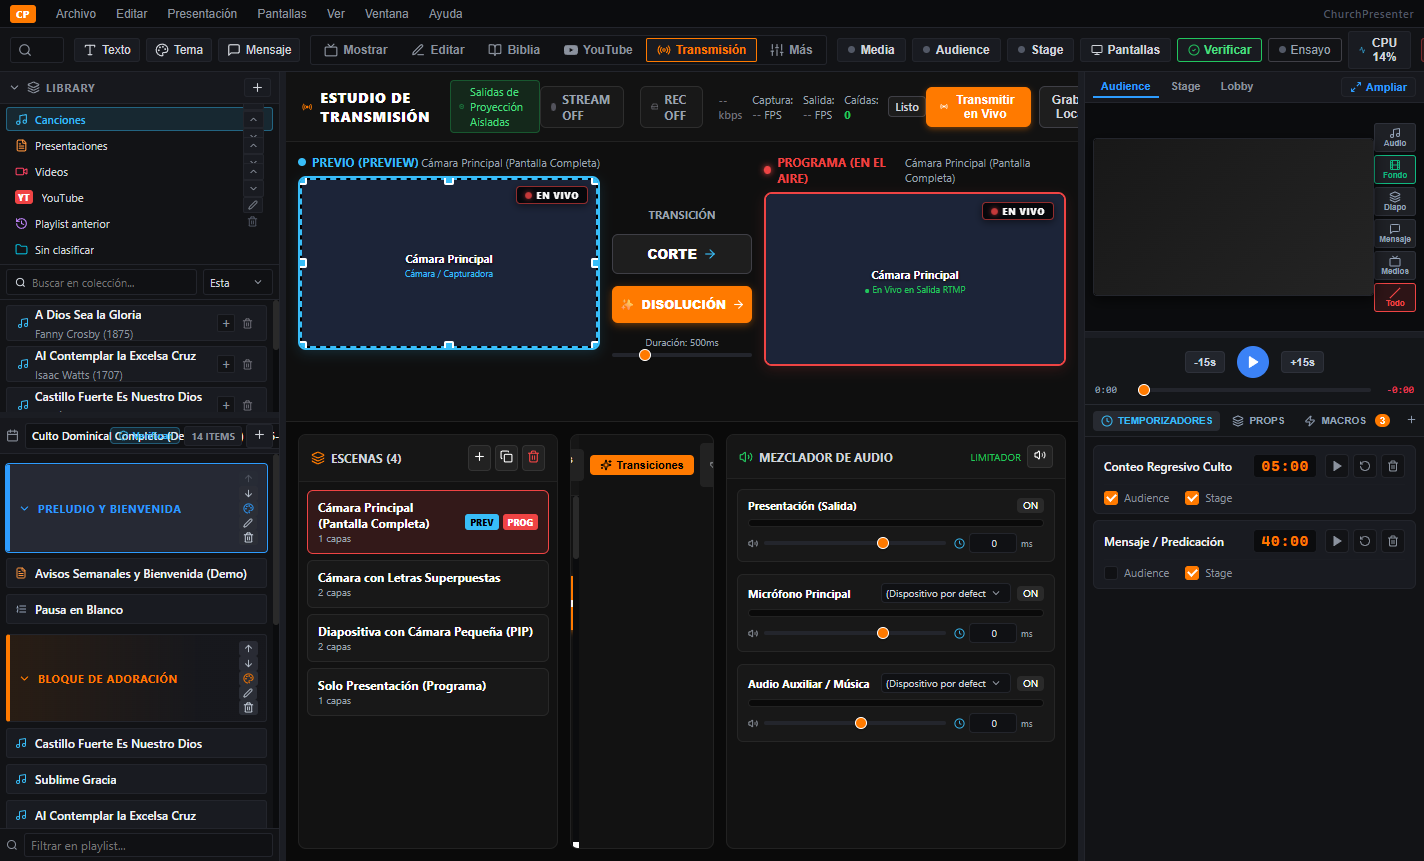 CP Archivo Editar Presentación Pantallas Ver Ventana Ayuda ChurchPresenter
Texto Tema Mensaje Mostrar Editar Biblia YouTube Transmisión Más Media Audience Stage Pantallas Verificar Ensayo CPU 14%
LIBRARY
Canciones
Presentaciones
Videos
YT YouTube
Playlist anterior
Sin clasificar
Buscar en colección... Esta
A Dios Sea la Gloria
Fanny Crosby (1875)
Al Contemplar la Excelsa Cruz
Isaac Watts (1707)
Castillo Fuerte Es Nuestro Dios
Culto Dominical Completo (De 14 ITEMS
PRELUDIO Y BIENVENIDA
Avisos Semanales y Bienvenida (Demo)
Pausa en Blanco
BLOQUE DE ADORACIÓN
Castillo Fuerte Es Nuestro Dios
Sublime Gracia
Al Contemplar la Excelsa Cruz
Filtrar en playlist...
ESTUDIO DE
TRANSMISIÓN
Salidas de
Proyección
Aisladas
STREAM
OFF
REC
OFF
--
kbps
Captura:
-- FPS
Salida:
-- FPS
Caídas:
0
Listo
Transmitir
en Vivo
Grab
Loca
PREVIO (PREVIEW) Cámara Principal (Pantalla Completa)
EN VIVO
Cámara Principal
Cámara / Capturadora
TRANSICIÓN
CORTE →
DISOLUCIÓN →
Duración: 500ms
PROGRAMA (EN EL
AIRE)
Cámara Principal (Pantalla
Completa)
EN VIVO
Cámara Principal
En Vivo en Salida RTMP
ESCENAS (4)
Cámara Principal
(Pantalla Completa)
1 capas
PREV PROG
Cámara con Letras Superpuestas
2 capas
Diapositiva con Cámara Pequeña (PIP)
2 capas
Solo Presentación (Programa)
1 capas
Transiciones
MEZCLADOR DE AUDIO LIMITADOR
Presentación (Salida) ON
0 ms
Micrófono Principal (Dispositivo por defect ON
0 ms
Audio Auxiliar / Música (Dispositivo por defect ON
0 ms
Audience Stage Lobby Ampliar
Audio
Fondo
Diapo
Mensaje
Medios
Todo
-15s +15s
0:00 -0:00
TEMPORIZADORES PROPS MACROS 3 +
Conteo Regresivo Culto 05:00
Audience Stage
Mensaje / Predicación 40:00
Audience Stage